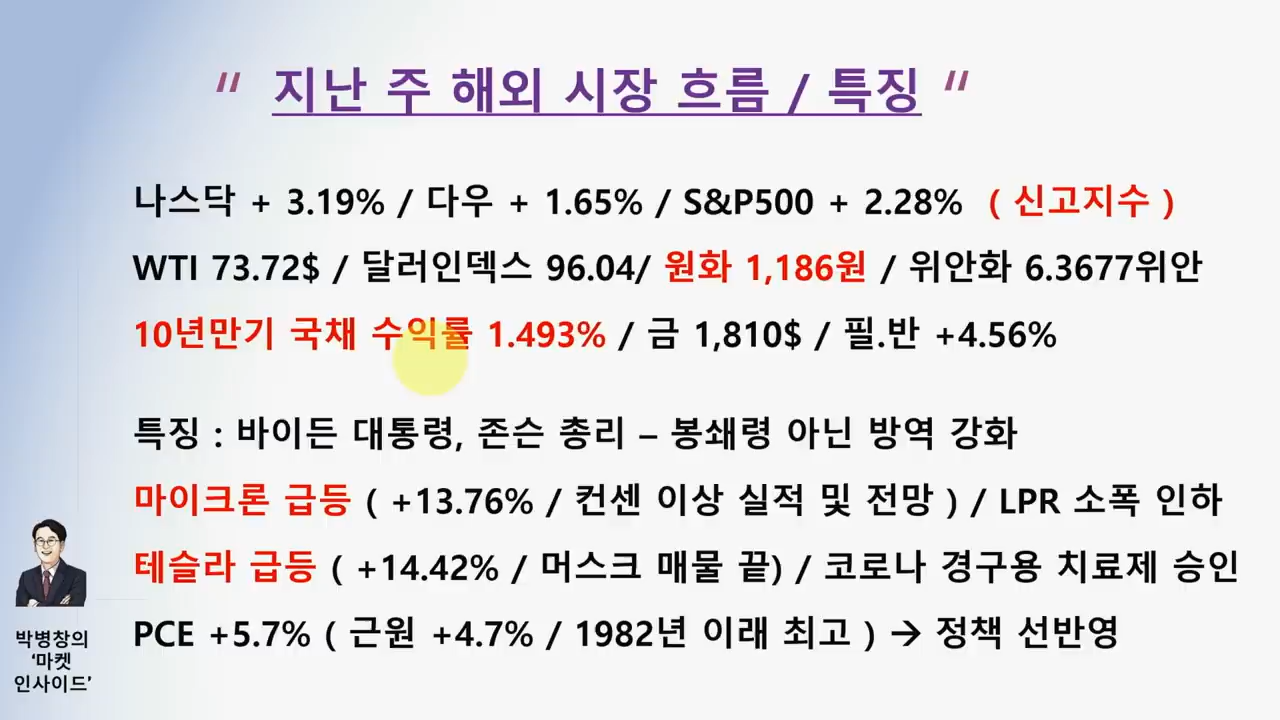 “ 지난 주 해외 시장 흐름 / 특징 “
나스닥 + 3.19% / 다우 + 1.65% / S&P500 + 2.28% ( 신고지수 )
WTI 73.72$ / 달러인덱스 96.04/ 원화 1,186원 / 위안화 6.3677위안
10년만기 국채 수익률 1.493% / 금 1,810$ / 필.반 +4.56%
특징 : 바이든 대통령, 존슨 총리 – 봉쇄령 아닌 방역 강화
마이크론 급등 ( +13.76% / 컨센 이상 실적 및 전망 ) / LPR 소폭 인하
테슬라 급등 ( +14.42% / 머스크 매물 끝) / 코로나 경구용 치료제 승인
PCE +5.7% ( 근원 +4.7% / 1982년 이래 최고 ) → 정책 선반영
박병창의
‘마켓
인사이드’